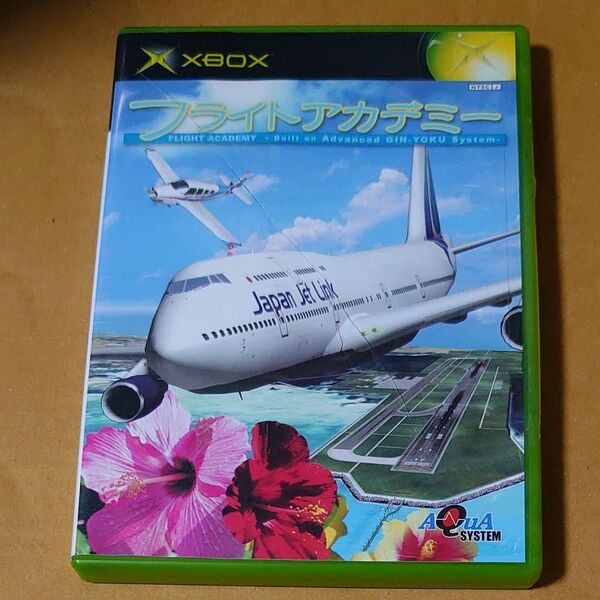 XBOX
NTSC J
フライトアカデミー
FLIGHT ACADEMY - Built on Advanced GIN-YOKU System-
Japan Jet Link
AQuA
SYSTEM